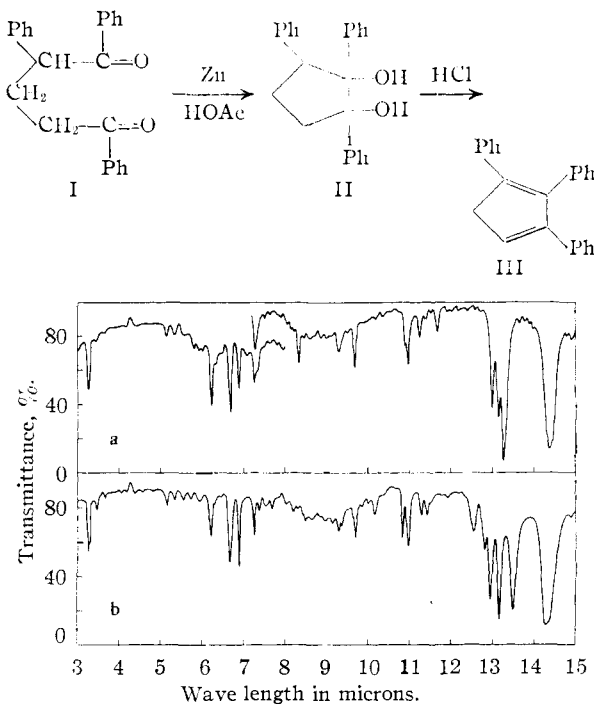 Ph
Ph
CH—C=O
CH₂
CH₂—C=O
Ph
I
Zn
HOAc
Ph
Ph
—OH
—OH
Ph
II
HCl
Ph
Ph
Ph
III
Transmittance, %.
80
40
0
a
80
40
0
b
3 4 5 6 7 8 9 10 11 12 13 14 15
Wave length in microns.